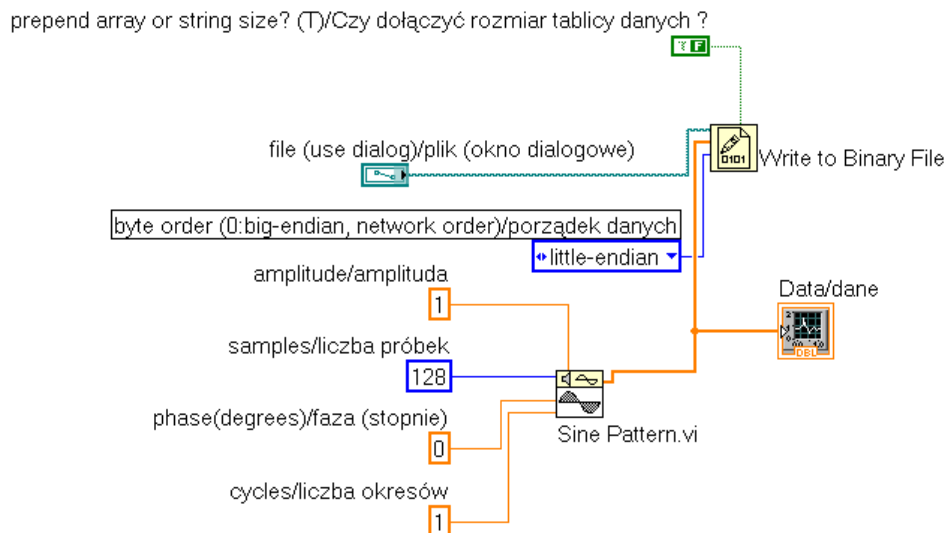 prepend array or string size? (T)/Czy dołączyć rozmiar tablicy danych ?
F
file (use dialog)/plik (okno dialogowe)
0101
Write to Binary File
byte order (0:big-endian, network order)/porządek danych
little-endian
amplitude/amplituda
1
Data/dane
DBL
samples/liczba próbek
128
phase(degrees)/faza (stopnie)
0
Sine Pattern.vi
cycles/liczba okresów
1